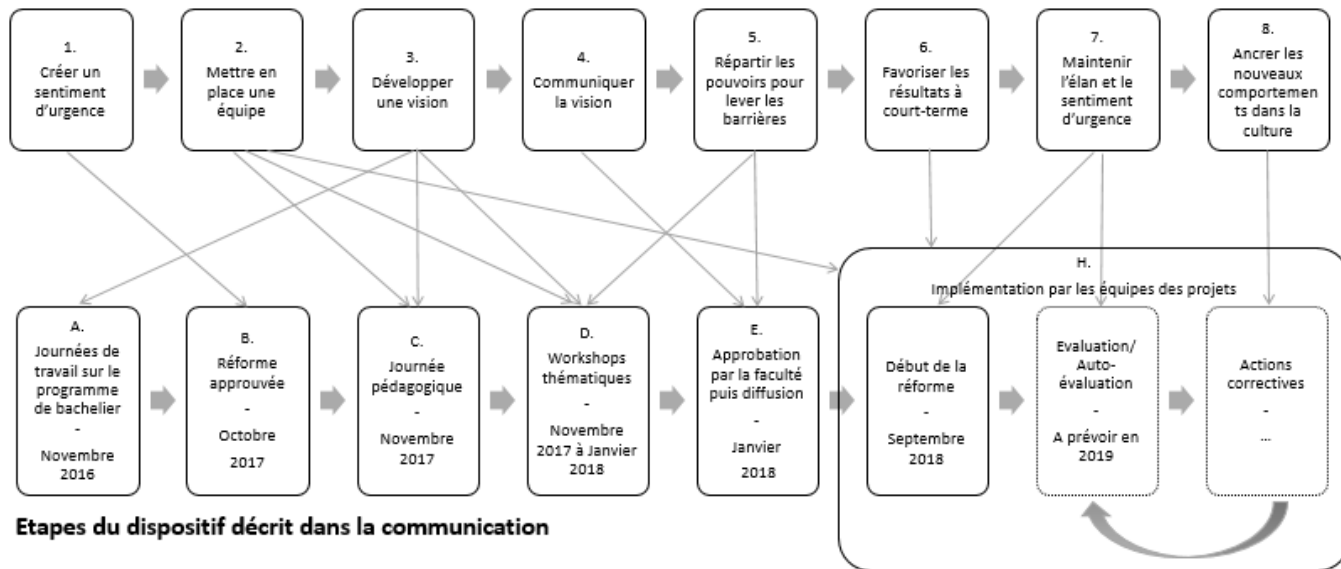 1.
Créer un
sentiment
d'urgence
2.
Mettre en
place une
équipe
3.
Développer
une vision
4.
Communiquer
la vision
5.
Répartir les
pouvoirs pour
lever les
barrières
6.
Favoriser les
résultats à
court-terme
7.
Maintenir
l'élan et le
sentiment
d'urgence
8.
Ancrer les
nouveaux
comportemen
ts dans la
culture
A.
Journées de
travail sur le
programme
de bachelier
-
Novembre
2016
B.
Réforme
approuvée
-
Octobre
2017
C.
Journée
pédagogique
-
Novembre
2017
D.
Workshops
thématiques
-
Novembre
2017 à Janvier
2018
E.
Approbation
par la faculté
puis diffusion
-
Janvier
2018
H.
Implémentation par les équipes des projets
Début de la
réforme
-
Septembre
2018
Evaluation/
Auto-
évaluation
-
A prévoir en
2019
Actions
correctives
-
...
Etapes du dispositif décrit dans la communication